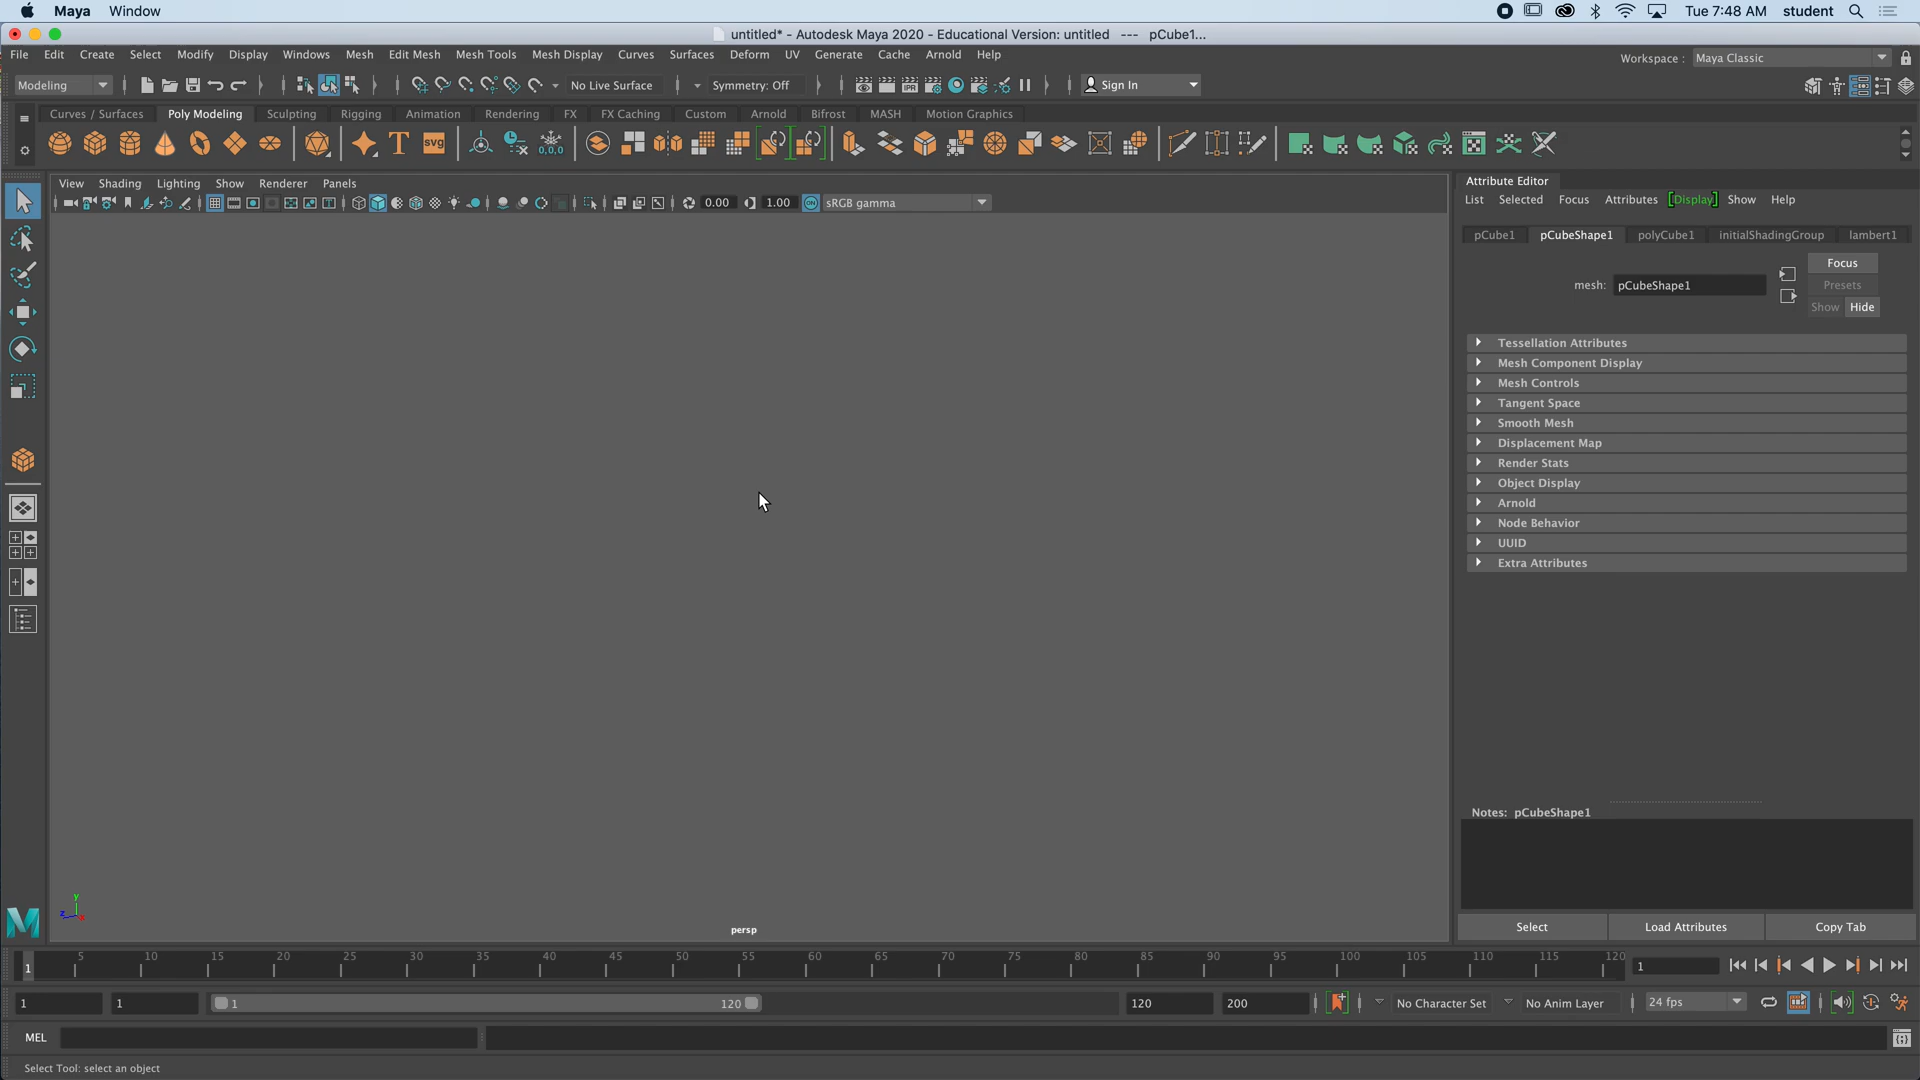 Maya Window
Tue 7:48 AM student
untitled* - Autodesk Maya 2020 - Educational Version: untitled --- pCube1...
File Edit Create Select Modify Display Windows Mesh Edit Mesh Mesh Tools Mesh Display Curves Surfaces Deform UV Generate Cache Arnold Help
Workspace : Maya Classic
Modeling No Live Surface Symmetry: Off Sign In
Curves / Surfaces Poly Modeling Sculpting Rigging Animation Rendering FX FX Caching Custom Arnold Bifrost MASH Motion Graphics
T SVG 0,0,0
View Shading Lighting Show Renderer Panels
0.00 1.00 ON sRGB gamma
Attribute Editor
List Selected Focus Attributes [Display] Show Help
pCube1 pCubeShape1 polyCube1 initialShadingGroup lambert1
Focus
mesh: pCubeShape1
Presets
Show Hide
Tessellation Attributes
Mesh Component Display
Mesh Controls
Tangent Space
Smooth Mesh
Displacement Map
Render Stats
Object Display
Arnold
Node Behavior
UUID
Extra Attributes
Notes: pCubeShape1
Select Load Attributes Copy Tab
y
z x
persp
1 5 10 15 20 25 30 35 40 45 50 55 60 65 70 75 80 85 90 95 100 105 110 115 120 1
1 1 1 120 120 200 No Character Set No Anim Layer 24 fps
MEL
Select Tool: select an object